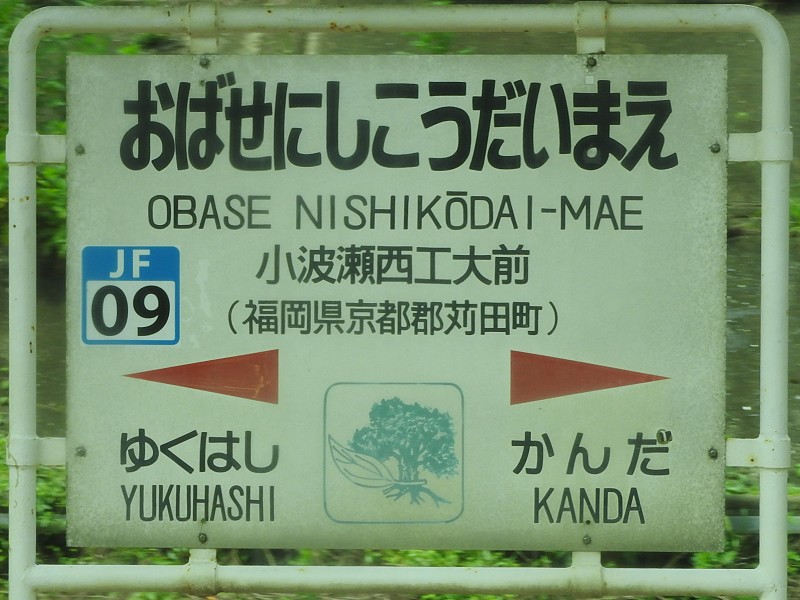 おばせにしこうだいまえ
OBASE NISHIKŌDAI-MAE
JF
09
小波瀬西工大前
(福岡県京都郡苅田町)
ゆくはし
YUKUHASHI
かんだ
KANDA